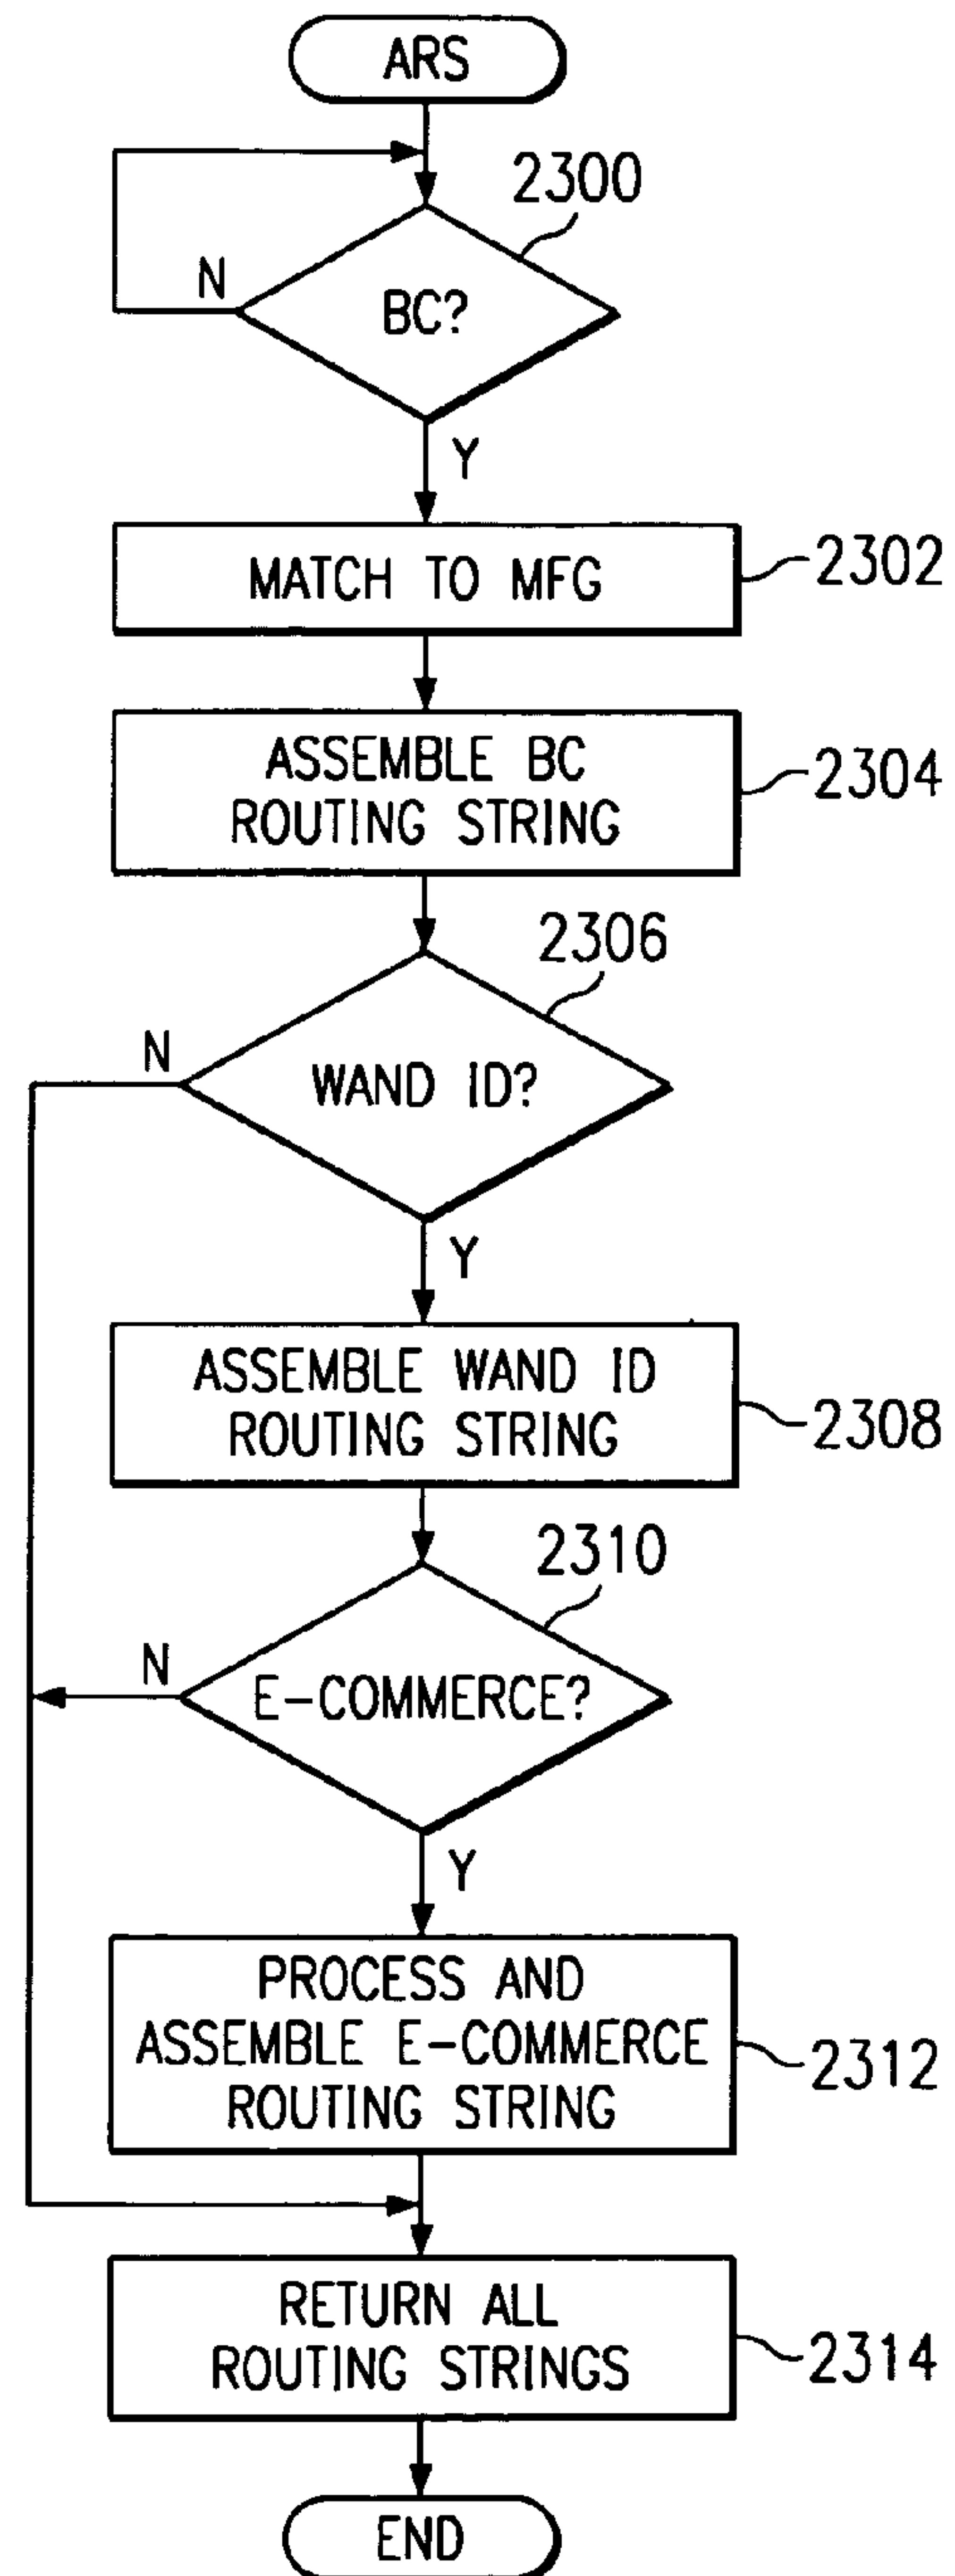 ARS
2300
N
BC?
Y
MATCH TO MFG
2302
ASSEMBLE BC
ROUTING STRING
2304
2306
N
WAND ID?
Y
ASSEMBLE WAND ID
ROUTING STRING
2308
2310
N
E-COMMERCE?
Y
PROCESS AND
ASSEMBLE E-COMMERCE
ROUTING STRING
2312
RETURN ALL
ROUTING STRINGS
2314
END